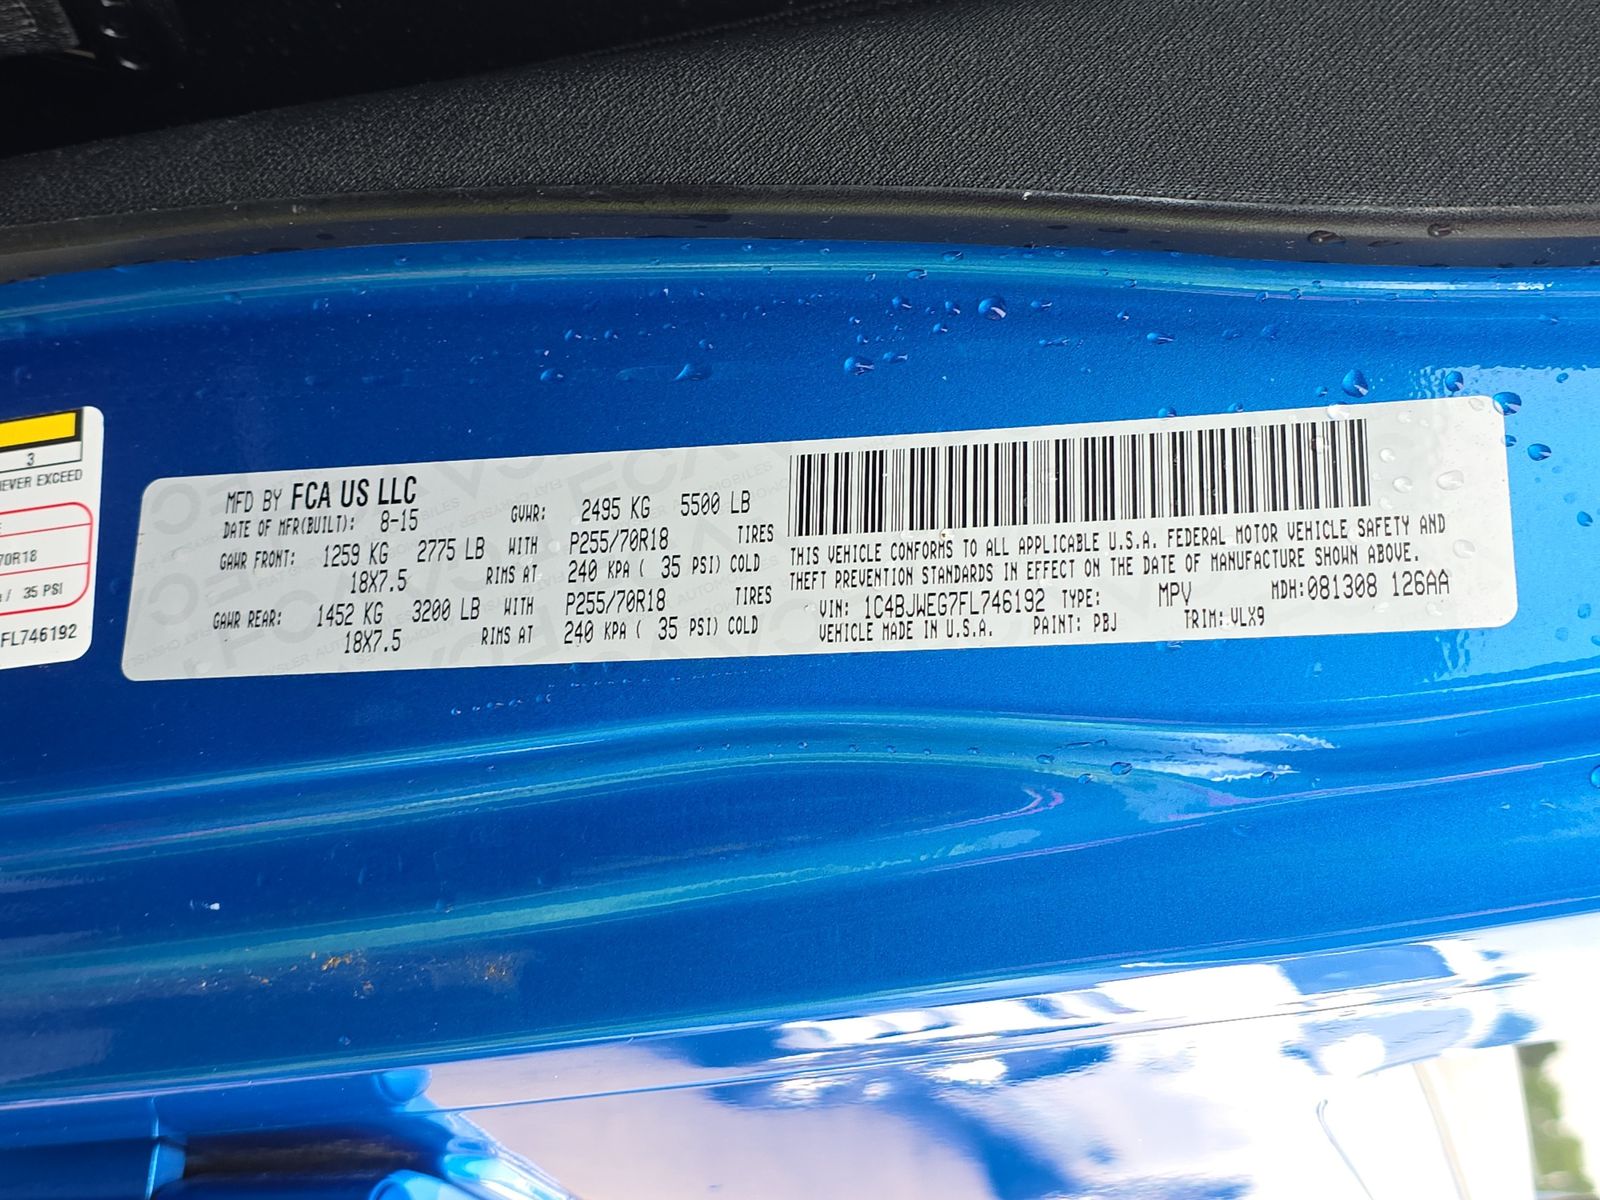 3
NEVER EXCEED
70R18
/ 35 PSI
FL746192
MFD BY FCA US LLC
DATE OF MFR(BUILT): 8-15 GVWR: 2495 KG 5500 LB
GAWR FRONT: 1259 KG 2775 LB WITH P255/70R18 TIRES
18X7.5 RIMS AT 240 KPA ( 35 PSI) COLD
GAWR REAR: 1452 KG 3200 LB WITH P255/70R18 TIRES
18X7.5 RIMS AT 240 KPA ( 35 PSI) COLD
THIS VEHICLE CONFORMS TO ALL APPLICABLE U.S.A. FEDERAL MOTOR VEHICLE SAFETY AND
THEFT PREVENTION STANDARDS IN EFFECT ON THE DATE OF MANUFACTURE SHOWN ABOVE.
VIN: 1C4BJWEG7FL746192 TYPE: MPV MDH:081308 126AA
VEHICLE MADE IN U.S.A. PAINT: PBJ TRIM:VLX9